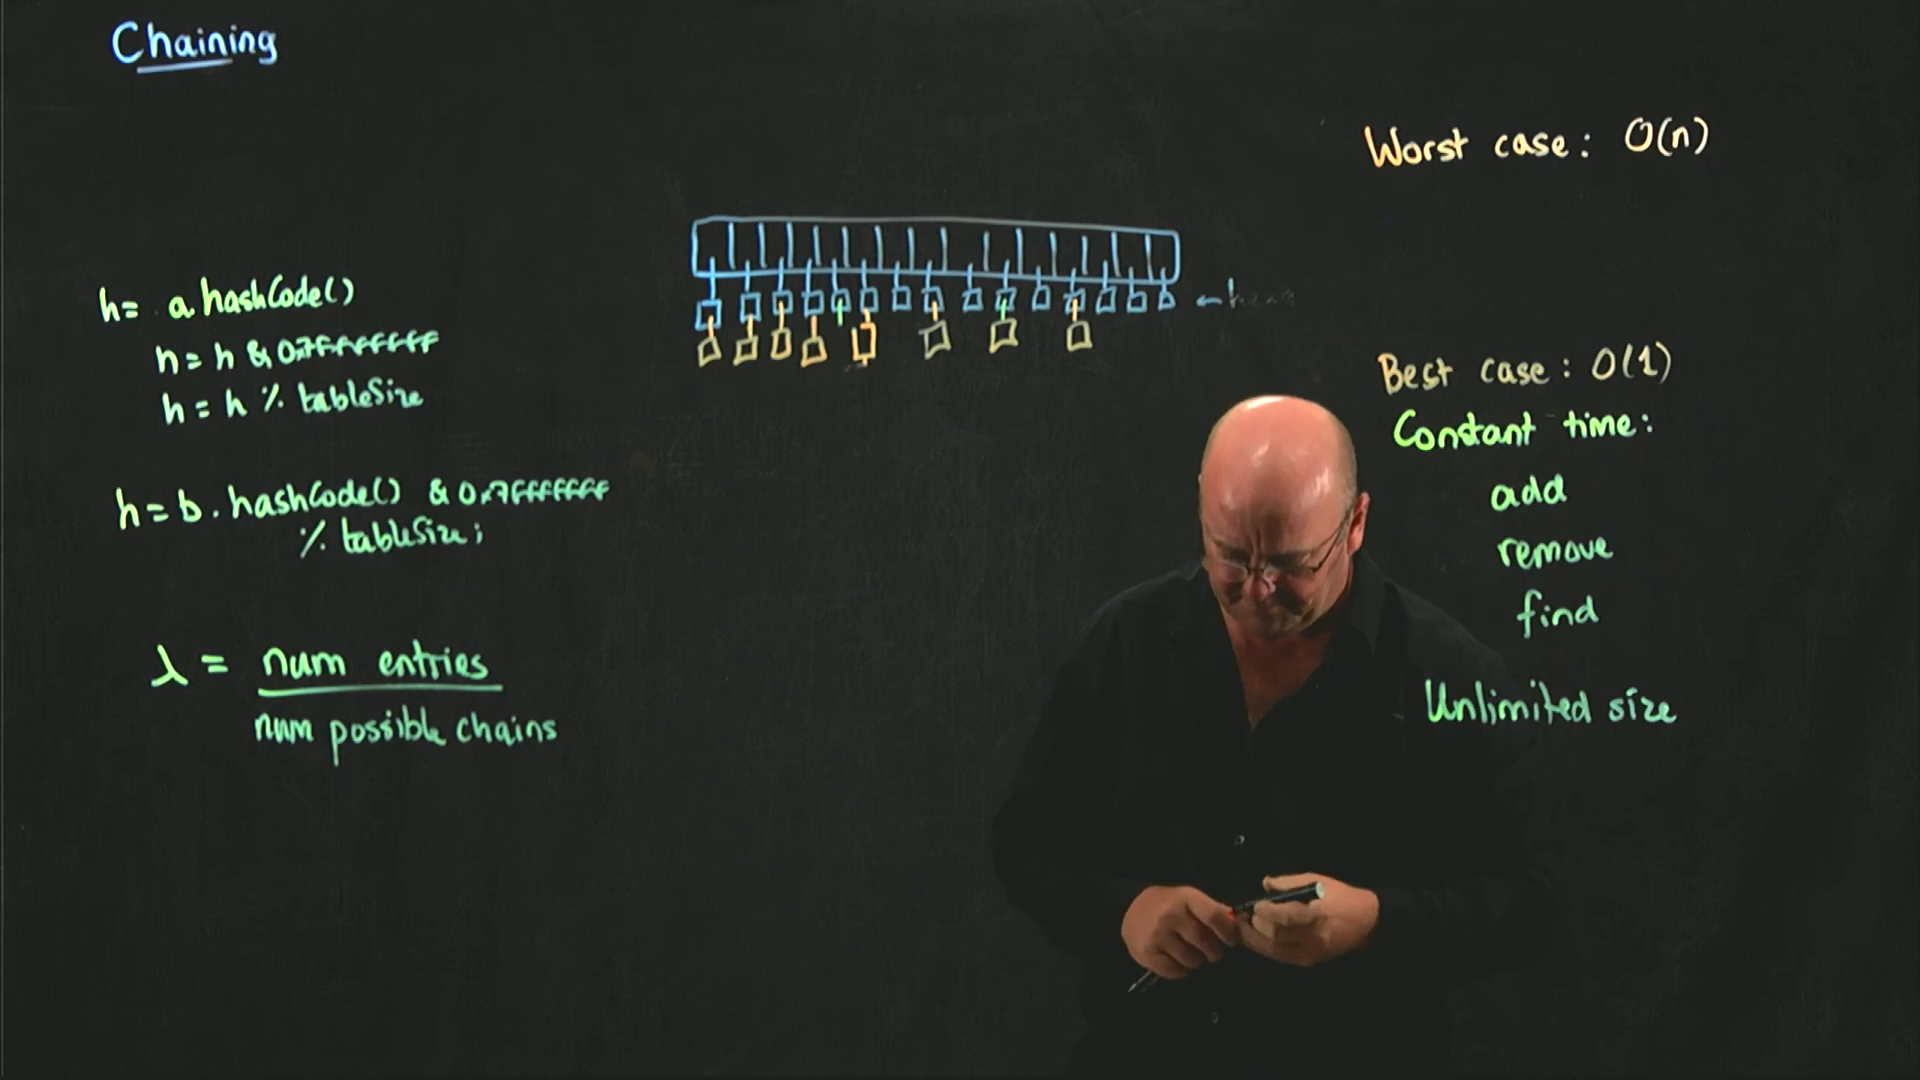 Chaining
Worst case: O(n)
h= a.hashCode()
h = h & 0x7FFFFFFF
h = h % tableSize
h = b.hashCode() & 0x7FFFFFFF
% tableSize;
λ = num entries
num possible chains
Best case: O(1)
Constant time:
add
remove
find
Unlimited size